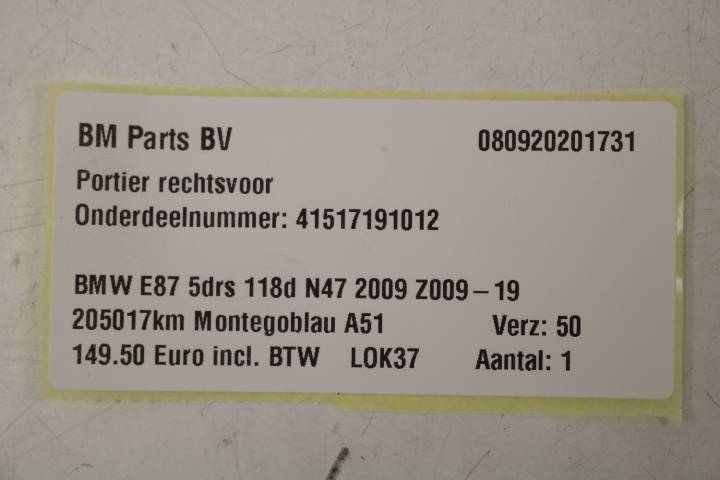 BM Parts BV 080920201731
Portier rechtsvoor
Onderdeelnummer: 41517191012
BMW E87 5drs 118d N47 2009 Z009-19
205017km Montegoblau A51 Verz: 50
149.50 Euro incl. BTW LOK37 Aantal: 1